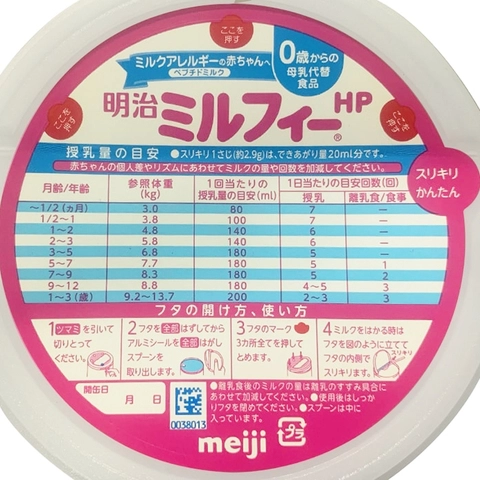 ここを
押す
ミルクアレルギーの赤ちゃんへ
ペプチドミルク
0歳からの
母乳代替
食品
明治 ミルフィー® HP
授乳量の目安 ●スリキリ1さじ(約2.9g)は、できあがり量20ml分です。
赤ちゃんの個人差やリズムにあわせてミルクの量や回数を加減してください。
スリキリ
かんたん
月齢/年齢 参照体重(kg) 1回当たりの授乳量の目安(ml) 1日当たりの目安回数(回) 授乳 離乳食/食事
～1/2(ヵ月) 3.0 80 7 —
1/2～1 3.8 100 7 —
1～2 4.8 140 6 —
2～3 5.8 140 6 —
3～5 6.8 180 5 —
5～7 7.7 180 5 1
7～9 8.3 180 5 2
9～12 8.8 180 4～5 3
1～3(歳) 9.2～13.7 200 2～3 3
フタの開け方、使い方
1ツマミを引いて
切りとって
ください。
2フタを全部はずしてから
アルミシールを全部はがし
スプーンを
取り出します。
3フタのマーク
3カ所全てを押して
とめます。
4ミルクをはかる時は
フタを図のように立てて
フタの内側で
スリキリます。
スリキリ
開缶日
月 日
0038013
●離乳食後のミルクの量は離乳のすすみ具合に
あわせて加減してください。●使用後はしっか
りフタを閉めてください。●スプーンは中に
入っています。
meiji
プラ